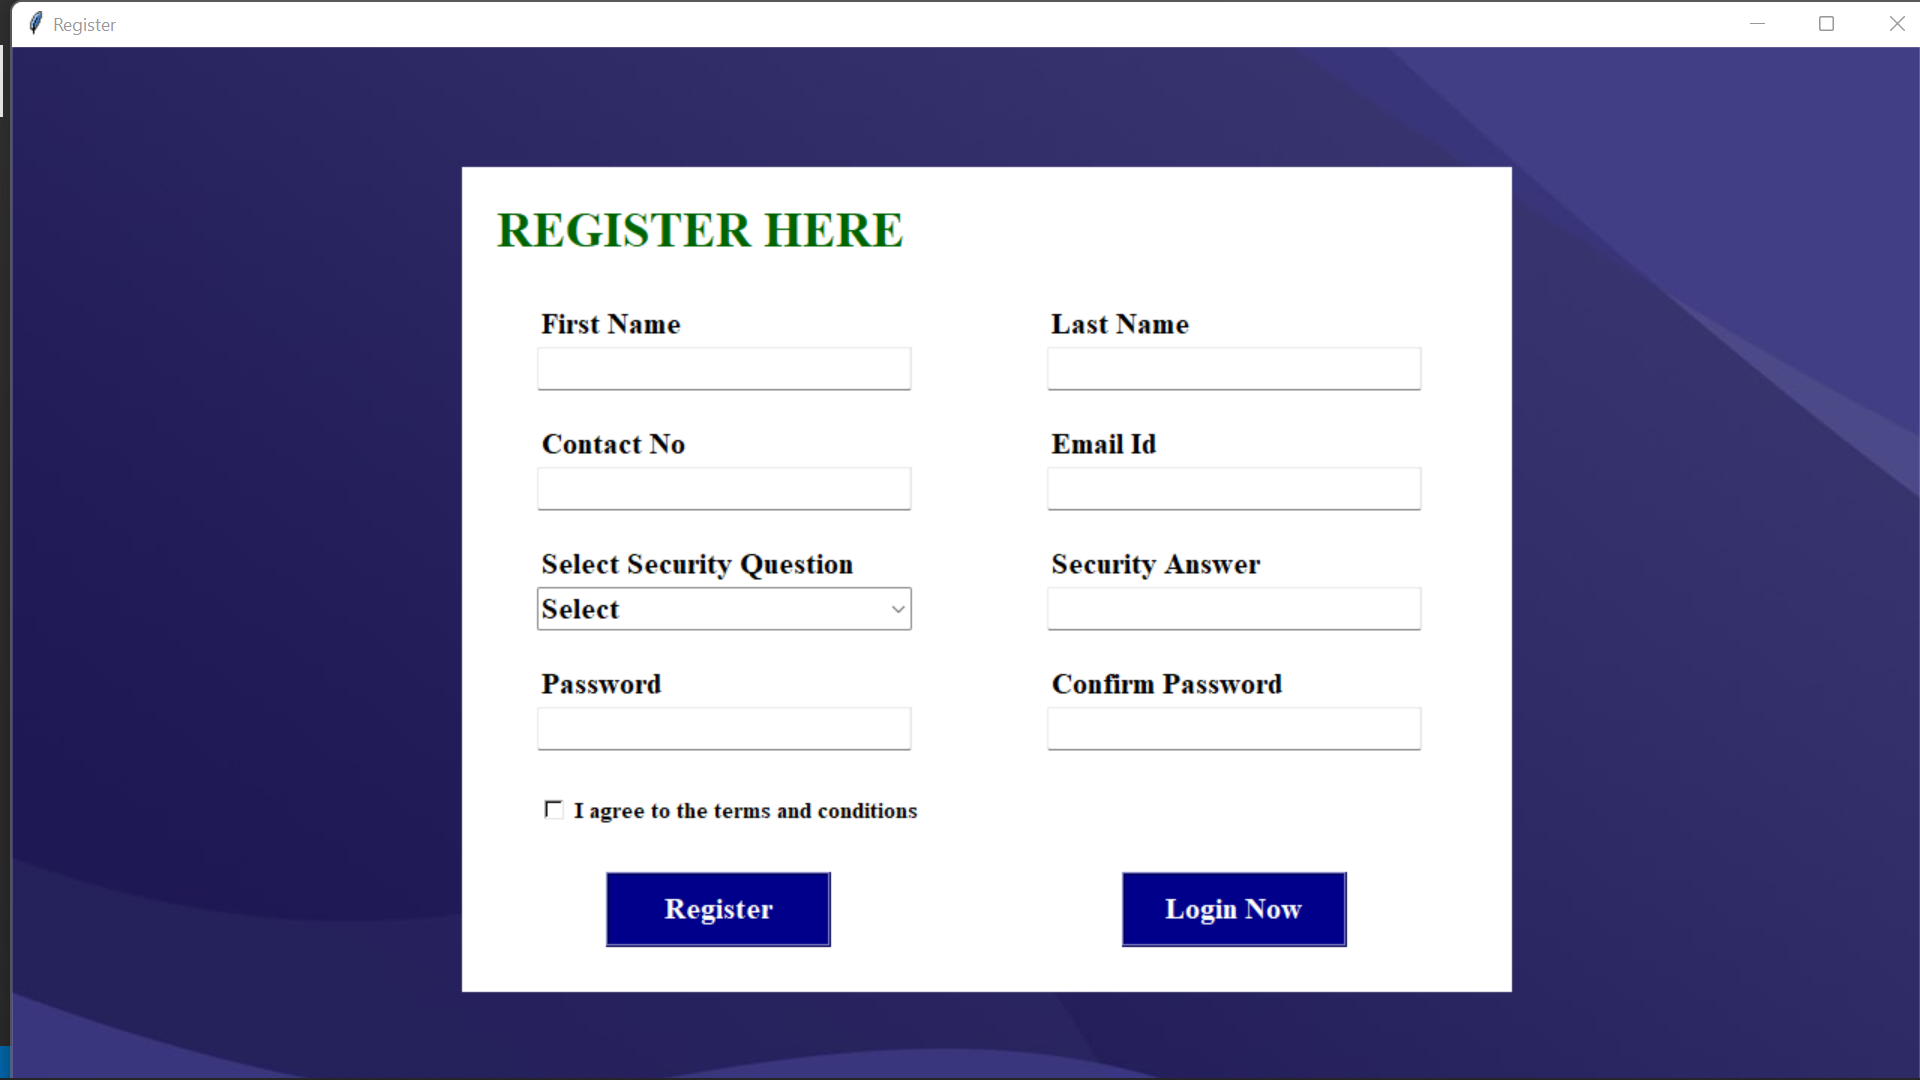 Register
REGISTER HERE
First Name
Last Name
Contact No
Email Id
Select Security Question
Security Answer
Select
Password
Confirm Password
I agree to the terms and conditions
Register
Login Now